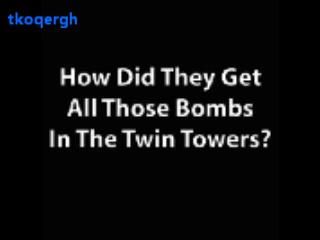 tkoqergh
How Did They Get
All Those Bombs
In The Twin Towers?